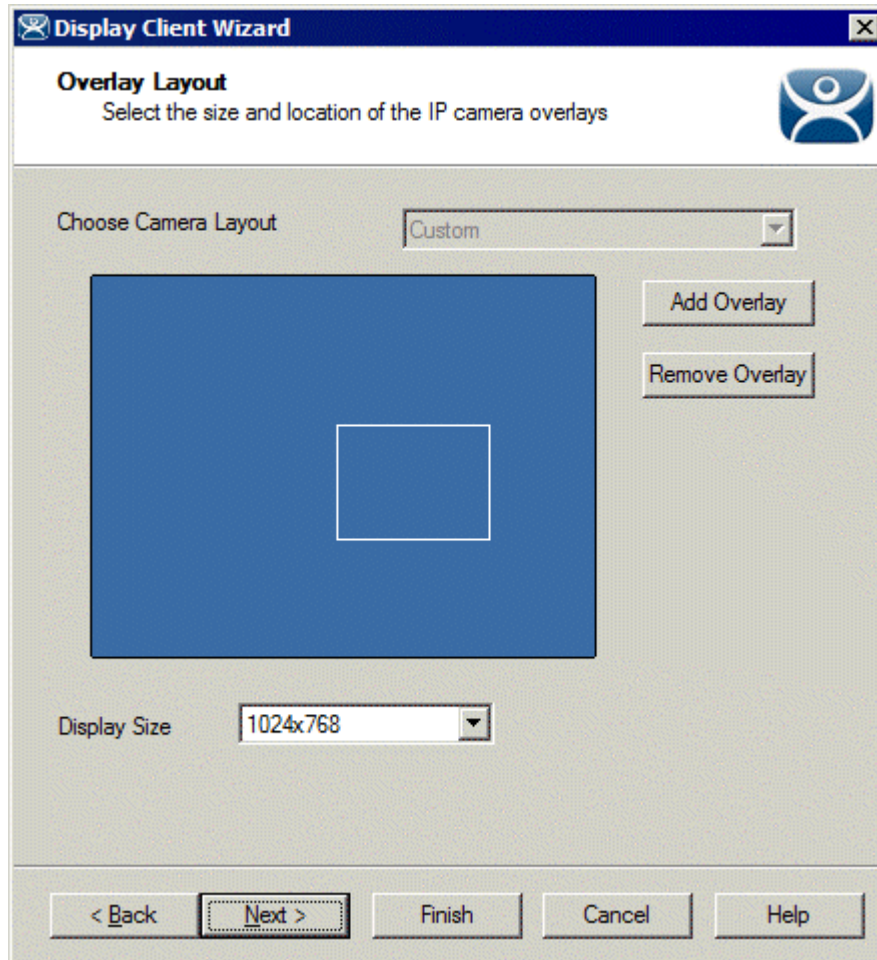 Display Client Wizard
Overlay Layout
Select the size and location of the IP camera overlays
Choose Camera Layout
Custom
Add Overlay
Remove Overlay
Display Size
1024x768
< Back
Next >
Finish
Cancel
Help